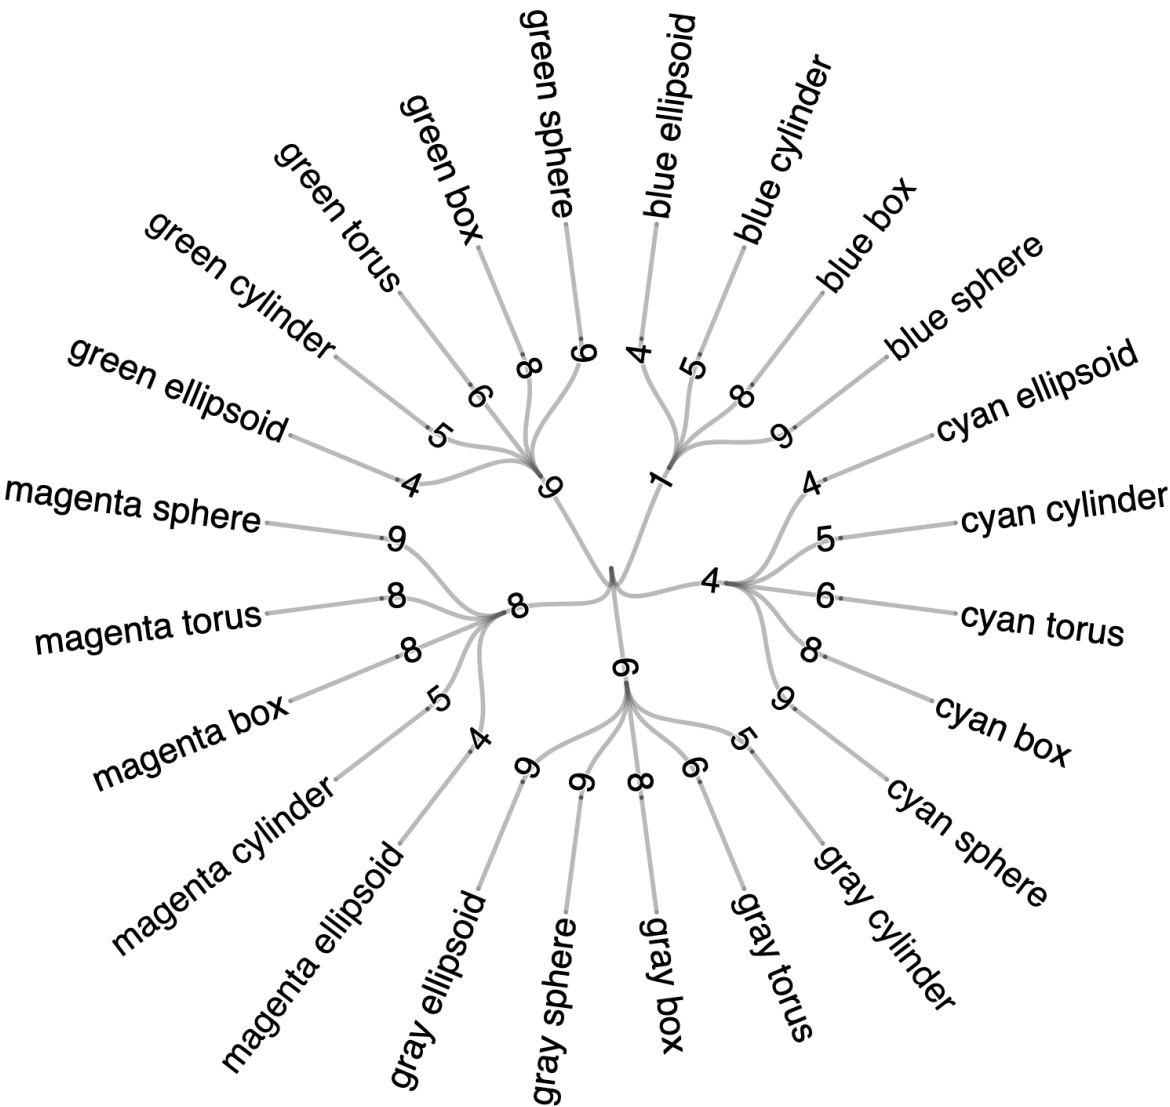 1
4
blue ellipsoid
5
blue cylinder
8
blue box
9
blue sphere
4
4
cyan ellipsoid
5
cyan cylinder
6
cyan torus
8
cyan box
9
cyan sphere
6
5
gray cylinder
6
gray torus
8
gray box
9
gray sphere
9
gray ellipsoid
8
4
magenta ellipsoid
5
magenta cylinder
8
magenta box
8
magenta torus
9
magenta sphere
9
4
green ellipsoid
5
green cylinder
6
green torus
8
green box
9
green sphere